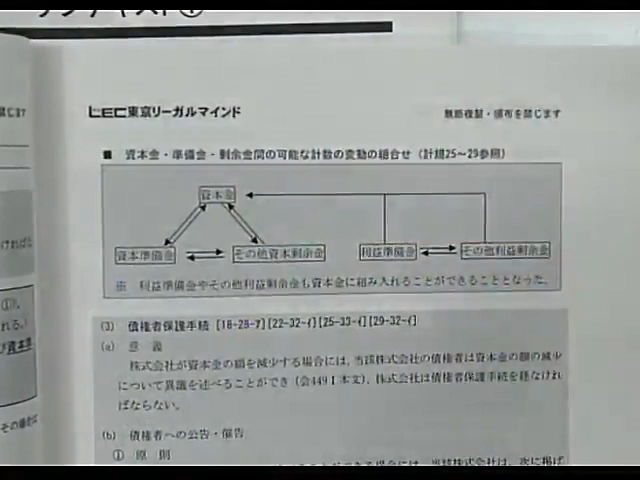 LEC東京リーガルマインド
無断複製・頒布を禁じます
■ 資本金・準備金・剰余金間の可能な計数の変動の組合せ(計規25~29参照)
資本金
資本準備金 その他資本剰余金 利益準備金 その他利益剰余金
※ 利益準備金やその他利益剰余金も資本金に組み入れることができることとなった。
(3) 債権者保護手続 [18-28-7][22-32-イ][25-33-イ][29-32-イ]
(a) 意 義
株式会社が資本金の額を減少する場合には、当該株式会社の債権者は資本金の額の減少
について異議を述べることができ(会449Ⅰ本文)、株式会社は債権者保護手続を経なけれ
ばならない。
(b) 債権者への公告・催告
① 原 則